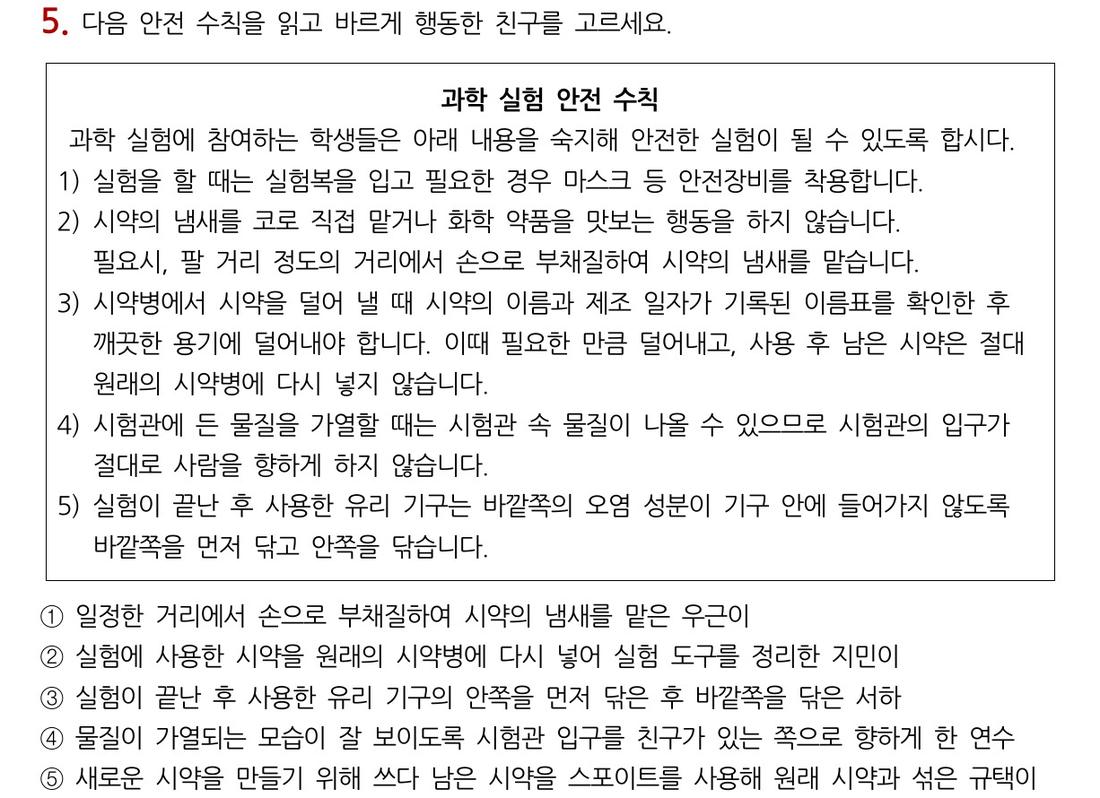 5. 다음 안전 수칙을 읽고 바르게 행동한 친구를 고르세요.
과학 실험 안전 수칙
과학 실험에 참여하는 학생들은 아래 내용을 숙지해 안전한 실험이 될 수 있도록 합시다.
1) 실험을 할 때는 실험복을 입고 필요한 경우 마스크 등 안전장비를 착용합니다.
2) 시약의 냄새를 코로 직접 맡거나 화학 약품을 맛보는 행동을 하지 않습니다.
필요시, 팔 거리 정도의 거리에서 손으로 부채질하여 시약의 냄새를 맡습니다.
3) 시약병에서 시약을 덜어 낼 때 시약의 이름과 제조 일자가 기록된 이름표를 확인한 후
깨끗한 용기에 덜어내야 합니다. 이때 필요한 만큼 덜어내고, 사용 후 남은 시약은 절대
원래의 시약병에 다시 넣지 않습니다.
4) 시험관에 든 물질을 가열할 때는 시험관 속 물질이 나올 수 있으므로 시험관의 입구가
절대로 사람을 향하게 하지 않습니다.
5) 실험이 끝난 후 사용한 유리 기구는 바깥쪽의 오염 성분이 기구 안에 들어가지 않도록
바깥쪽을 먼저 닦고 안쪽을 닦습니다.
① 일정한 거리에서 손으로 부채질하여 시약의 냄새를 맡은 우근이
② 실험에 사용한 시약을 원래의 시약병에 다시 넣어 실험 도구를 정리한 지민이
③ 실험이 끝난 후 사용한 유리 기구의 안쪽을 먼저 닦은 후 바깥쪽을 닦은 서하
④ 물질이 가열되는 모습이 잘 보이도록 시험관 입구를 친구가 있는 쪽으로 향하게 한 연수
⑤ 새로운 시약을 만들기 위해 쓰다 남은 시약을 스포이트를 사용해 원래 시약과 섞은 규택이